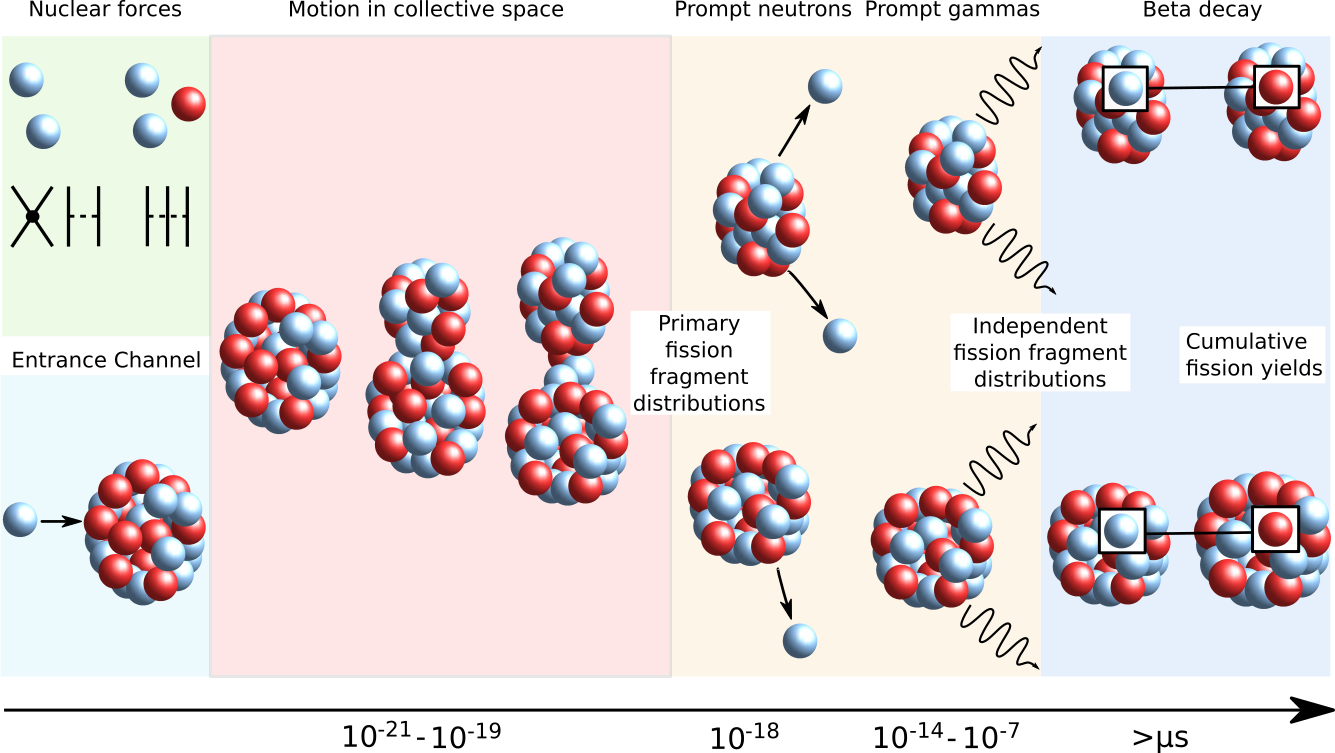 Nuclear forces
Motion in collective space
Prompt neutrons
Prompt gammas
Beta decay
Entrance Channel
Primary
fission
fragment
distributions
Independent
fission fragment
distributions
Cumulative
fission yields
10⁻²¹-10⁻¹⁹
10⁻¹⁸
10⁻¹⁴-10⁻⁷
>μs